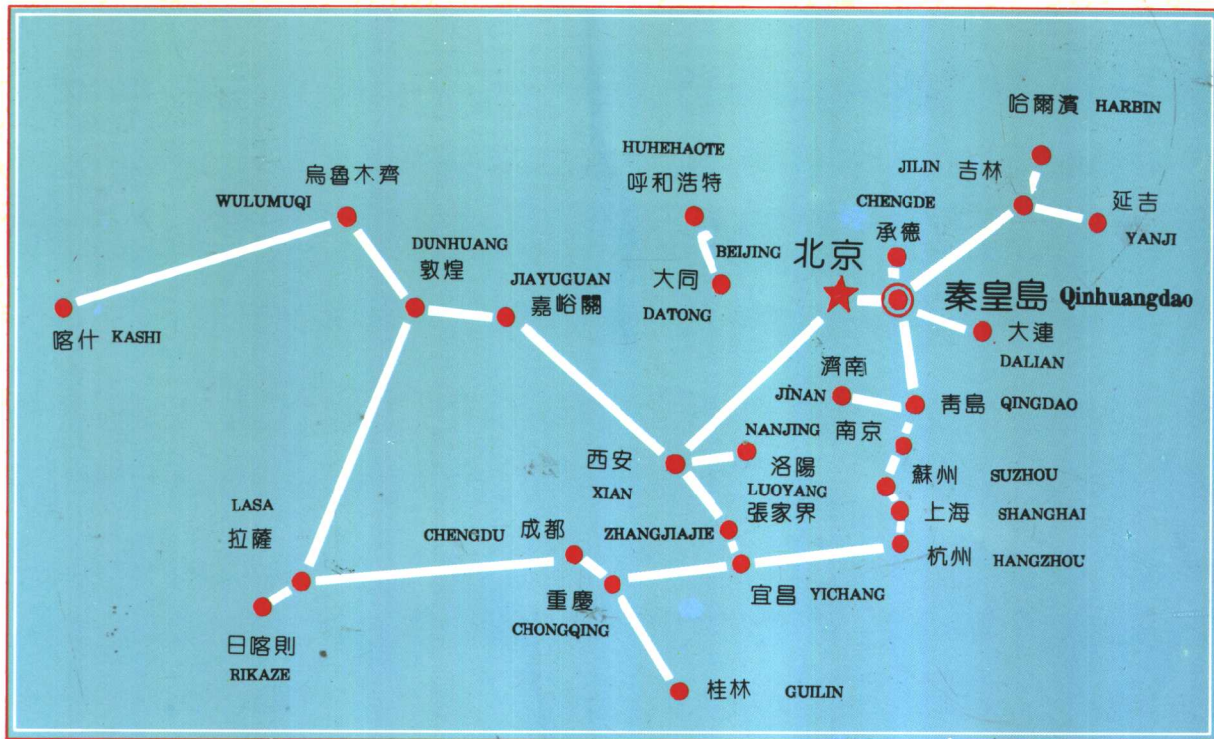 哈爾濱 HARBIN
HUHEHAOTE
呼和浩特
JILIN 吉林
烏魯木齊
WULUMUQI
CHENGDE
承德
延吉
YANJI
DUNHUANG
敦煌
BEIJING 北京
JIAYUGUAN
嘉峪關
大同
DATONG
秦皇島 Qinhuangdao
喀什 KASHI
大連
DALIAN
濟南
JINAN
青島 QINGDAO
NANJING 南京
西安
XIAN
洛陽
LUOYANG
蘇州 SUZHOU
張家界
ZHANGJIAJIE
上海 SHANGHAI
LASA
拉薩
CHENGDU 成都
杭州 HANGZHOU
宜昌 YICHANG
重慶
CHONGQING
日喀則
RIKAZE
桂林 GUILIN